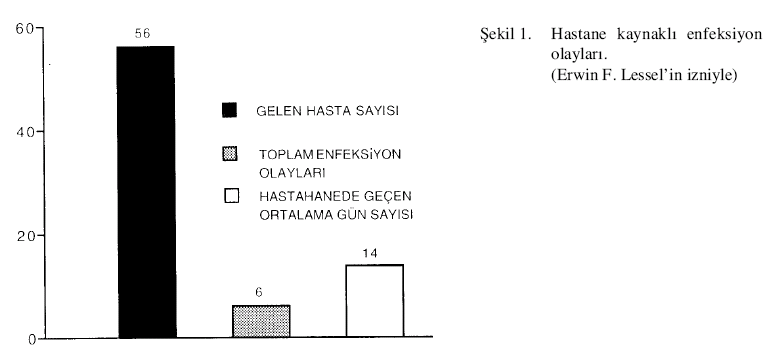 60
56
40
20
0
GELEN HASTA SAYISI
TOPLAM ENFEKSİYON
OLAYLARI
HASTAHANEDE GEÇEN
ORTALAMA GÜN SAYISI
6
14
Şekil 1. Hastane kaynaklı enfeksiyon
olayları.
(Erwin F. Lessel'in izniyle)